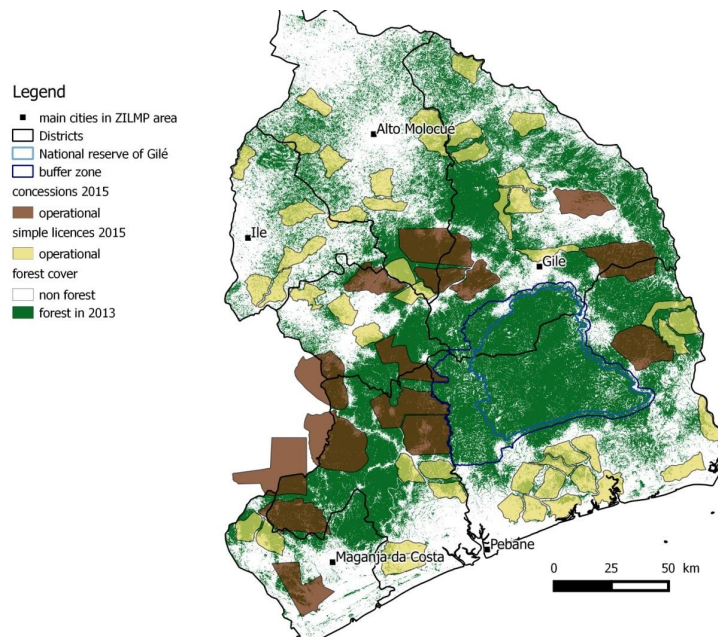 Legend
main cities in ZILMP area
Districts
National reserve of Gilé
buffer zone
concessions 2015
operational
simple licences 2015
operational
forest cover
non forest
forest in 2013
Alto Molocue
Ile
Gile
Pebane
Maganja da Costa
0 25 50 km